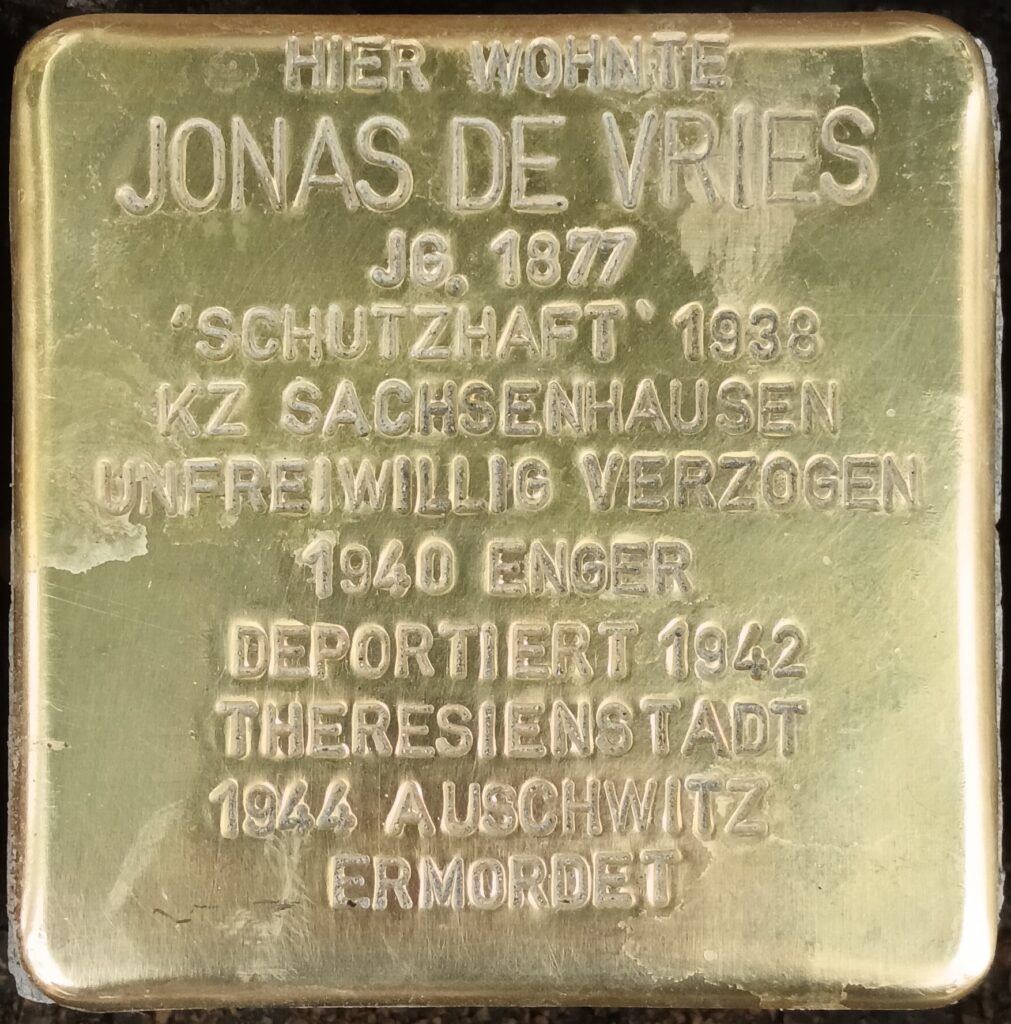 HIER WOHNTE
JONAS DE VRIES
JG. 1877
'SCHUTZHAFT' 1938
KZ SACHSENHAUSEN
UNFREIWILLIG VERZOGEN
1940 ENGER
DEPORTIERT 1942
THERESIENSTADT
1944 AUSCHWITZ
ERMORDET